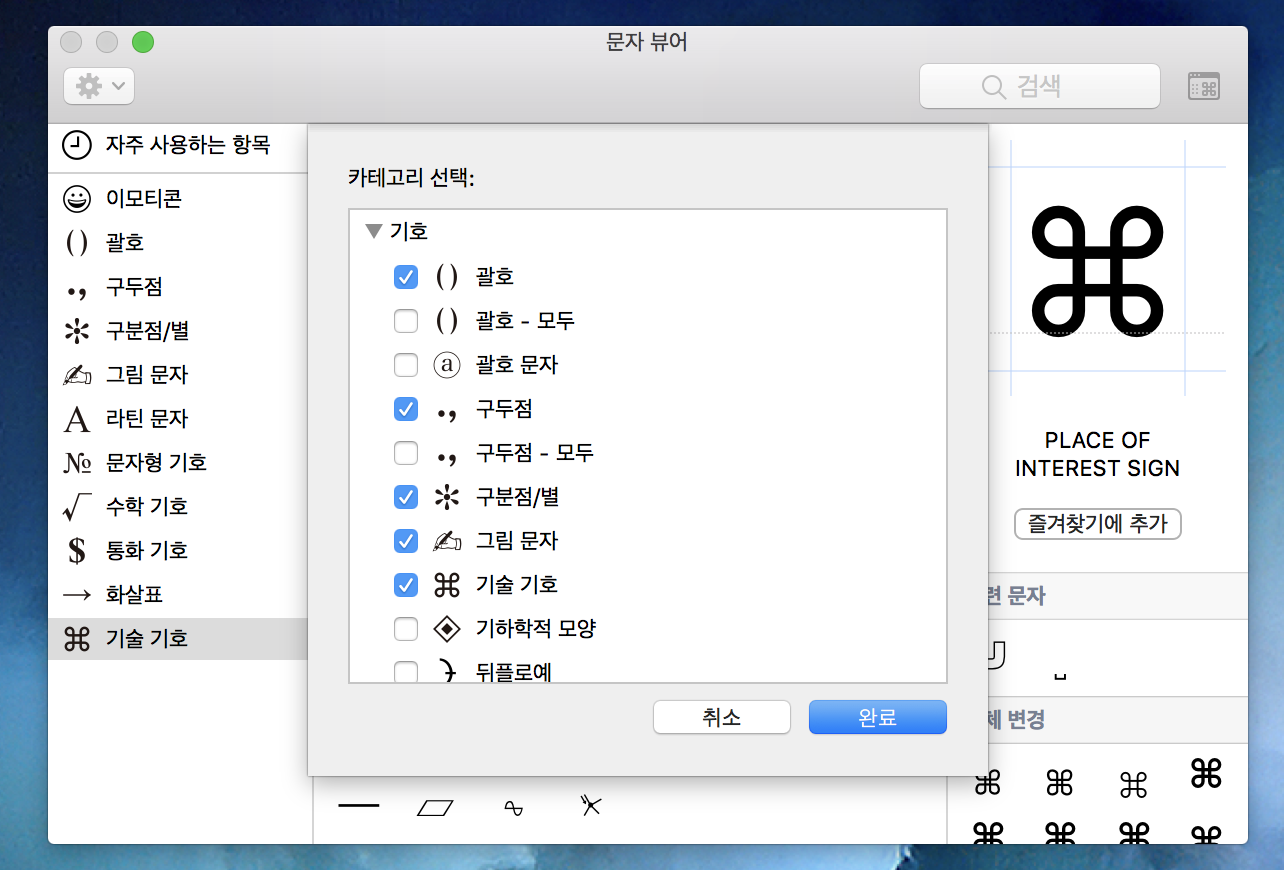 문자 뷰어
검색
자주 사용하는 항목
이모티콘
괄호
구두점
구분점/별
그림 문자
라틴 문자
문자형 기호
수학 기호
통화 기호
화살표
기술 기호
카테고리 선택:
기호
괄호
괄호 - 모두
괄호 문자
구두점
구두점 - 모두
구분점/별
그림 문자
기술 기호
기하학적 모양
뒤플로예
취소
완료
PLACE OF
INTEREST SIGN
즐겨찾기에 추가
문자
변경